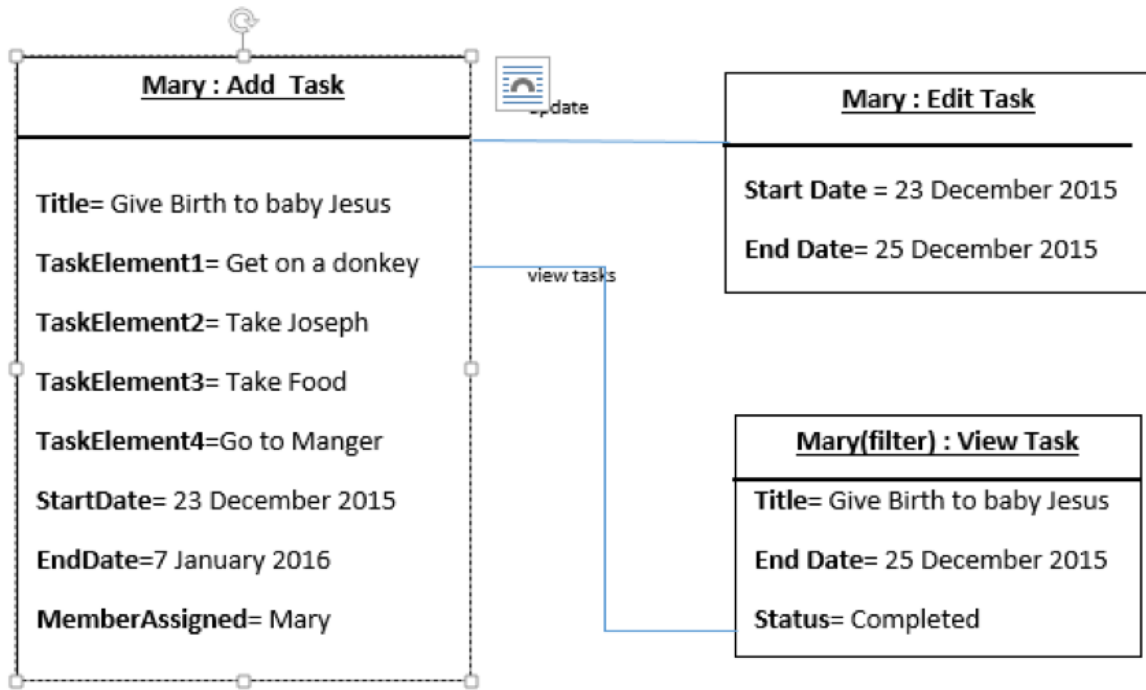 Mary : Add Task
Title= Give Birth to baby Jesus
TaskElement1= Get on a donkey
TaskElement2= Take Joseph
TaskElement3= Take Food
TaskElement4=Go to Manger
StartDate= 23 December 2015
EndDate=7 January 2016
MemberAssigned= Mary
update
view tasks
Mary : Edit Task
Start Date = 23 December 2015
End Date= 25 December 2015
Mary(filter) : View Task
Title= Give Birth to baby Jesus
End Date= 25 December 2015
Status= Completed